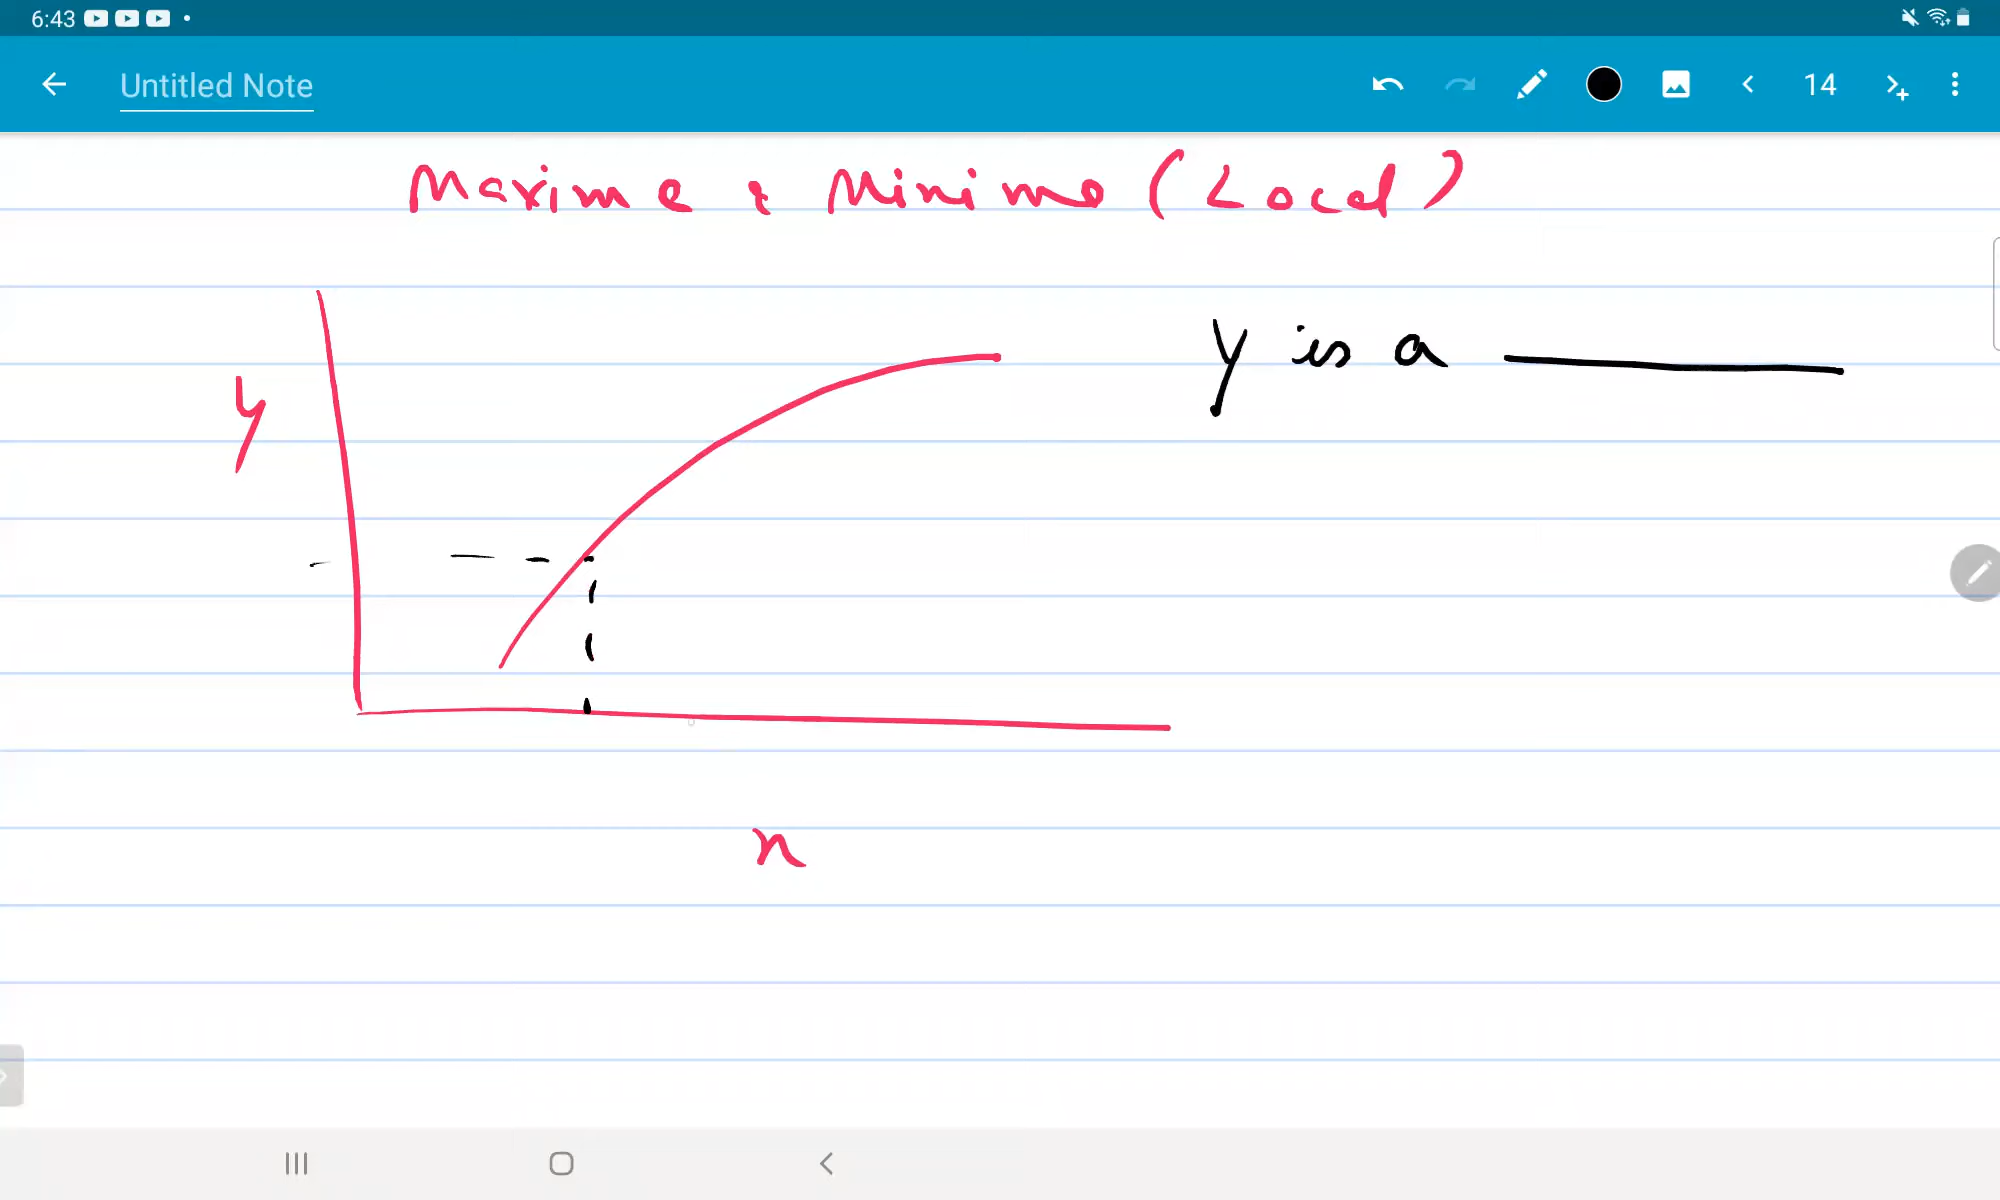 6:43
Untitled Note
14
Maxima & Minima (Local)
y is a
y
x